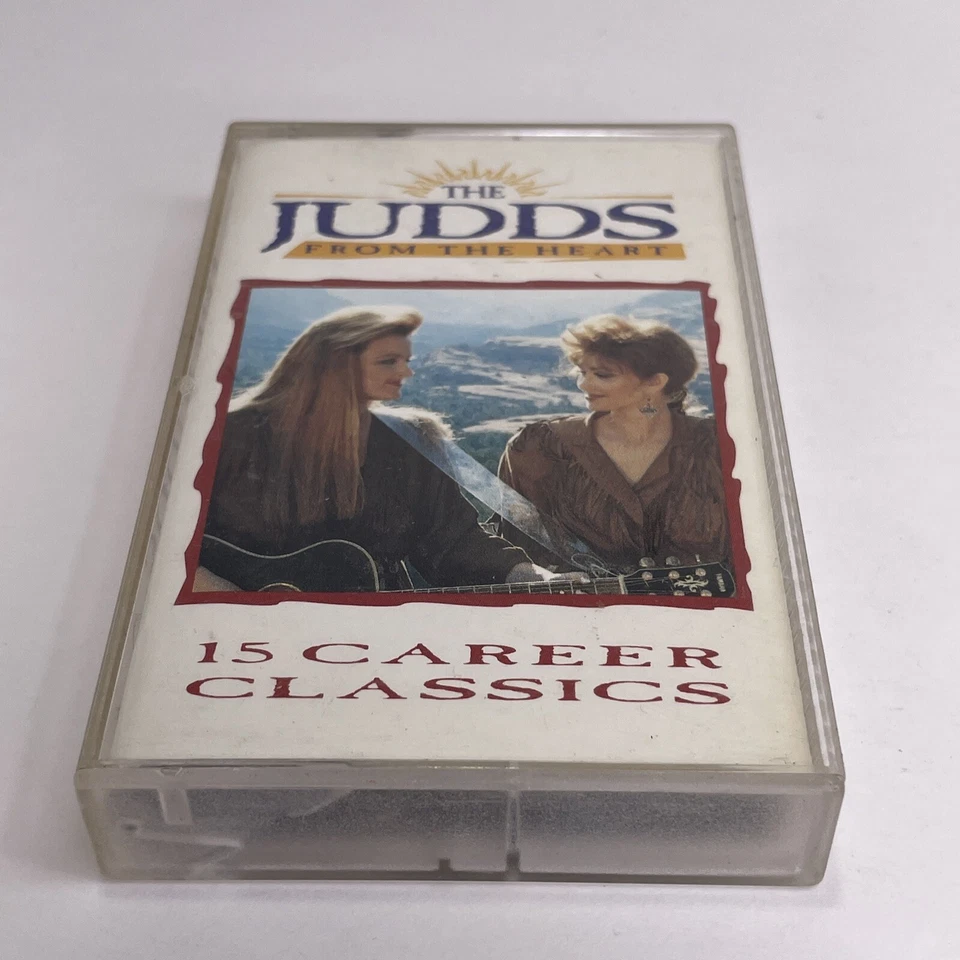 THE
JUDDS
FROM THE HEART
15 CAREER
CLASSICS